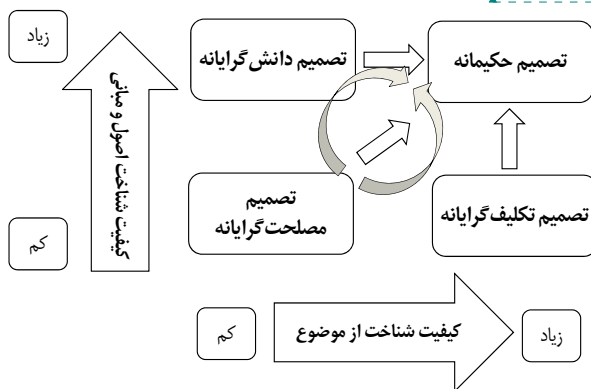 زیاد
تصمیم دانش‌گرایانه
تصمیم حکیمانه
کیفیت شناخت اصول و مبانی
تصمیم
مصلحت‌گرایانه
تصمیم تکلیف‌گرایانه
کم
کیفیت شناخت از موضوع
کم
زیاد